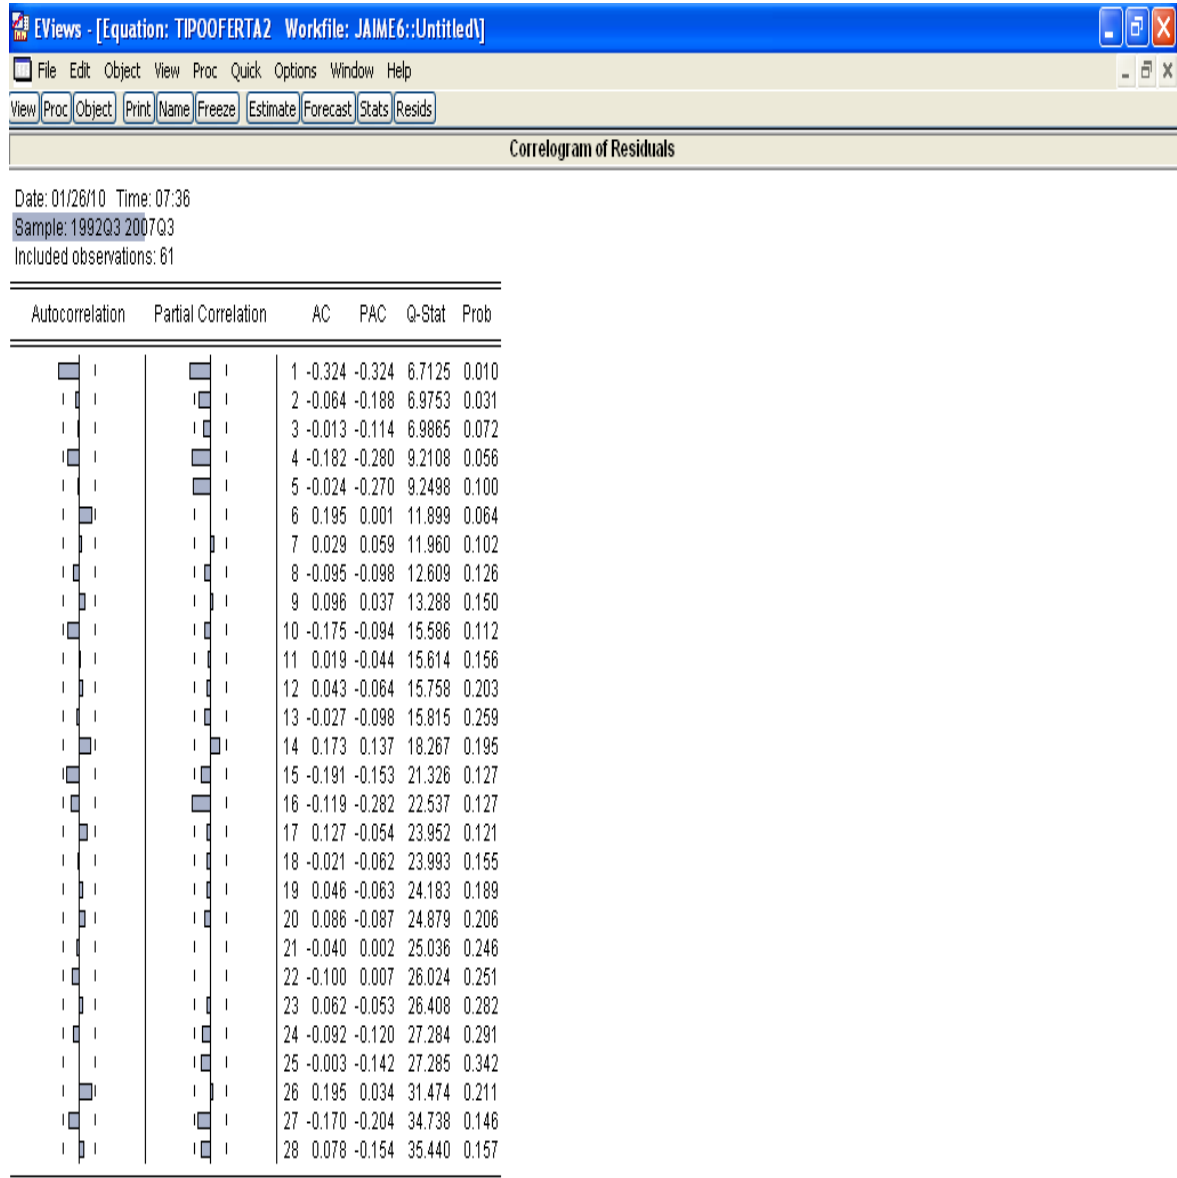 EViews - [Equation: TIPOOFERTA2 Workfile: JAIME6::Untitled\]
File Edit Object View Proc Quick Options Window Help
View Proc Object Print Name Freeze Estimate Forecast Stats Resids
Correlogram of Residuals
Date: 01/26/10 Time: 07:36
Sample: 1992Q3 2007Q3
Included observations: 61
Autocorrelation Partial Correlation AC PAC Q-Stat Prob
1 -0.324 -0.324 6.7125 0.010
2 -0.064 -0.188 6.9753 0.031
3 -0.013 -0.114 6.9865 0.072
4 -0.182 -0.280 9.2108 0.056
5 -0.024 -0.270 9.2498 0.100
6 0.195 0.001 11.899 0.064
7 0.029 0.059 11.960 0.102
8 -0.095 -0.098 12.609 0.126
9 0.096 0.037 13.288 0.150
10 -0.175 -0.094 15.586 0.112
11 0.019 -0.044 15.614 0.156
12 0.043 -0.064 15.758 0.203
13 -0.027 -0.098 15.815 0.259
14 0.173 0.137 18.267 0.195
15 -0.191 -0.153 21.326 0.127
16 -0.119 -0.282 22.537 0.127
17 0.127 -0.054 23.952 0.121
18 -0.021 -0.062 23.993 0.155
19 0.046 -0.063 24.183 0.189
20 0.086 -0.087 24.879 0.206
21 -0.040 0.002 25.036 0.246
22 -0.100 0.007 26.024 0.251
23 0.062 -0.053 26.408 0.282
24 -0.092 -0.120 27.284 0.291
25 -0.003 -0.142 27.285 0.342
26 0.195 0.034 31.474 0.211
27 -0.170 -0.204 34.738 0.146
28 0.078 -0.154 35.440 0.157